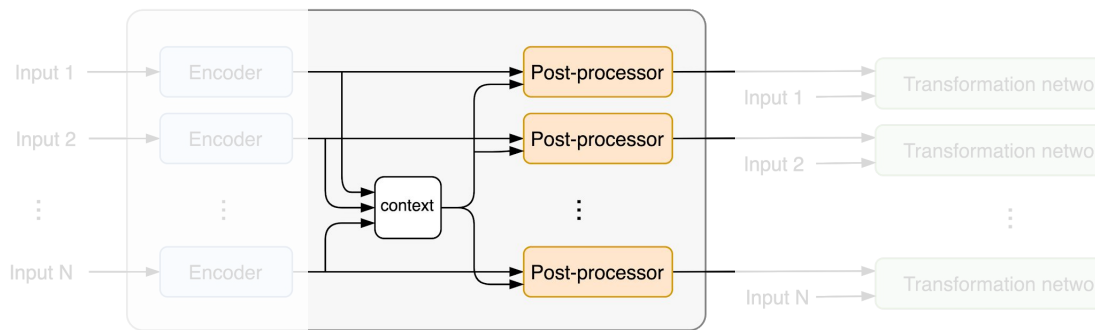 Input 1
Encoder
Post-processor
Transformation netwo
Input 1
Input 2
Encoder
Post-processor
Transformation netwo
Input 2
context
Input N
Encoder
Post-processor
Transformation netwo
Input N